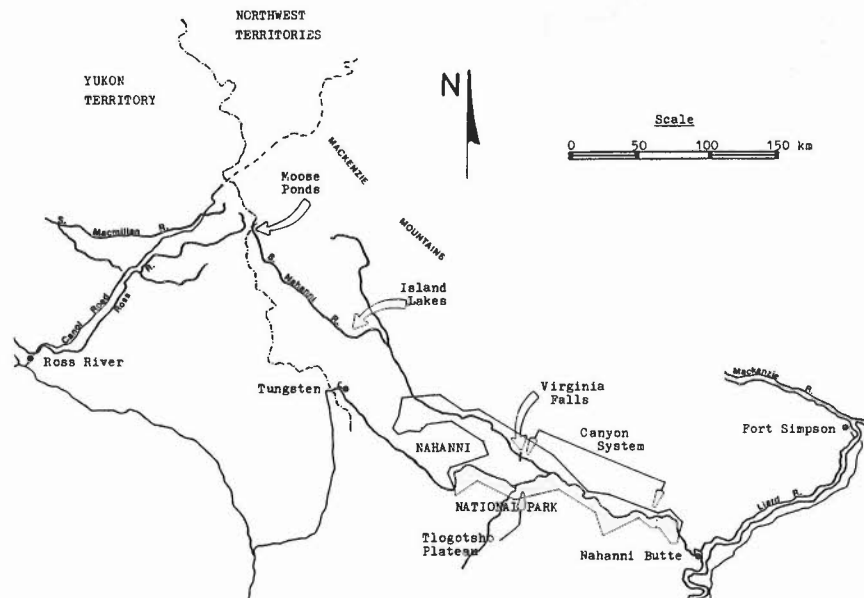 NORTHWEST
TERRITORIES
YUKON
TERRITORY
N
Scale
0 50 100 150 km
MACKENZIE
MOUNTAINS
Moose
Ponds
S. Macmillan R.
Canol Road
Ross R.
S. Nahanni R.
Island
Lakes
Ross River
Tungsten
Virginia
Falls
Canyon
System
Mackenzie R.
Fort Simpson
NAHANNI
NATIONAL PARK
Liard R.
Tlogotsho
Plateau
Nahanni Butte